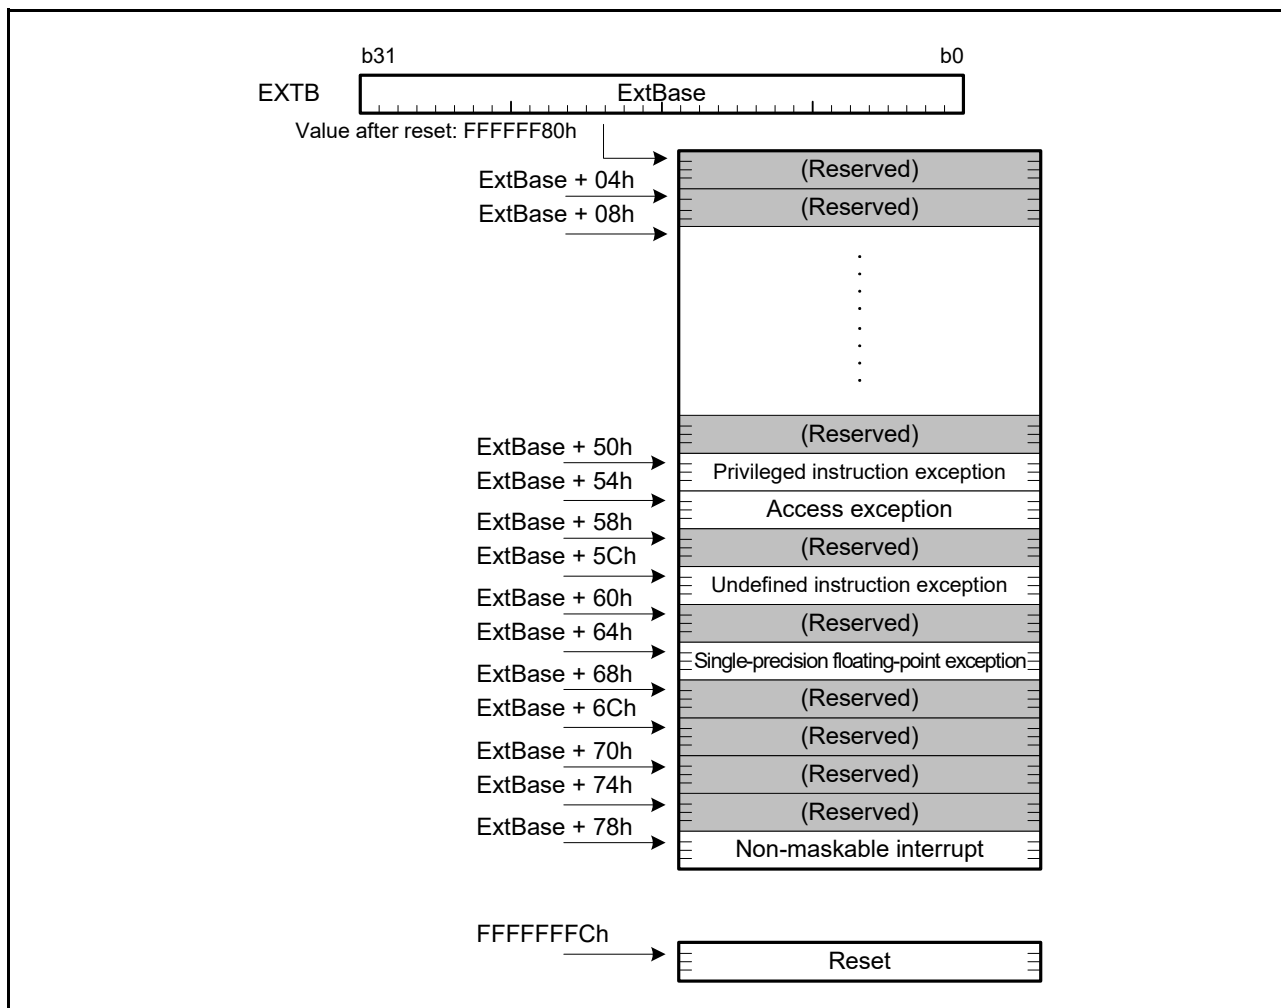 b31 b0
EXTB ExtBase
Value after reset: FFFFFF80h
(Reserved)
ExtBase + 04h
(Reserved)
ExtBase + 08h
(Reserved)
ExtBase + 50h
Privileged instruction exception
ExtBase + 54h
Access exception
ExtBase + 58h
(Reserved)
ExtBase + 5Ch
Undefined instruction exception
ExtBase + 60h
(Reserved)
ExtBase + 64h
Single-precision floating-point exception
ExtBase + 68h
(Reserved)
ExtBase + 6Ch
(Reserved)
ExtBase + 70h
(Reserved)
ExtBase + 74h
(Reserved)
ExtBase + 78h
Non-maskable interrupt
FFFFFFFCh
Reset